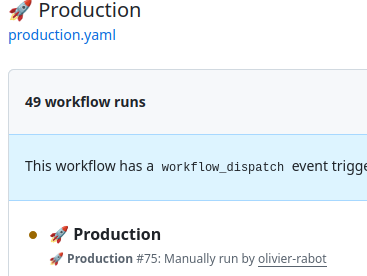 🚀 Production
production.yaml
49 workflow runs
This workflow has a workflow_dispatch event
🚀 Production
🚀 Production #75: Manually run by olivier-rabot